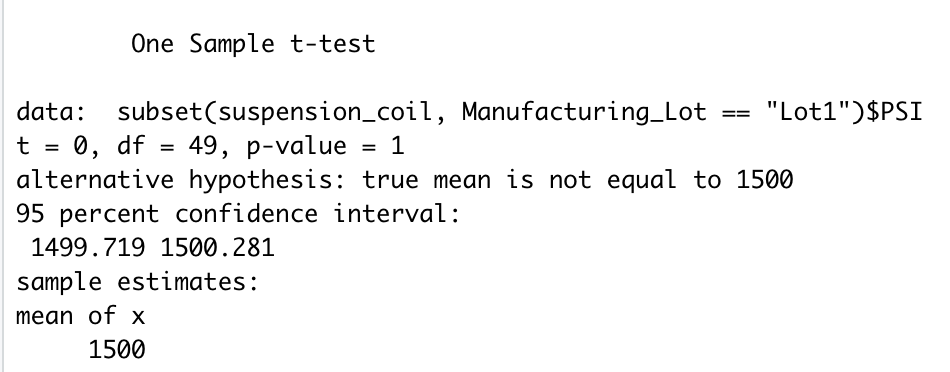 One Sample t-test
data:  subset(suspension_coil, Manufacturing_Lot == "Lot1")$PSI
t = 0, df = 49, p-value = 1
alternative hypothesis: true mean is not equal to 1500
95 percent confidence interval:
1499.719 1500.281
sample estimates:
mean of x
1500